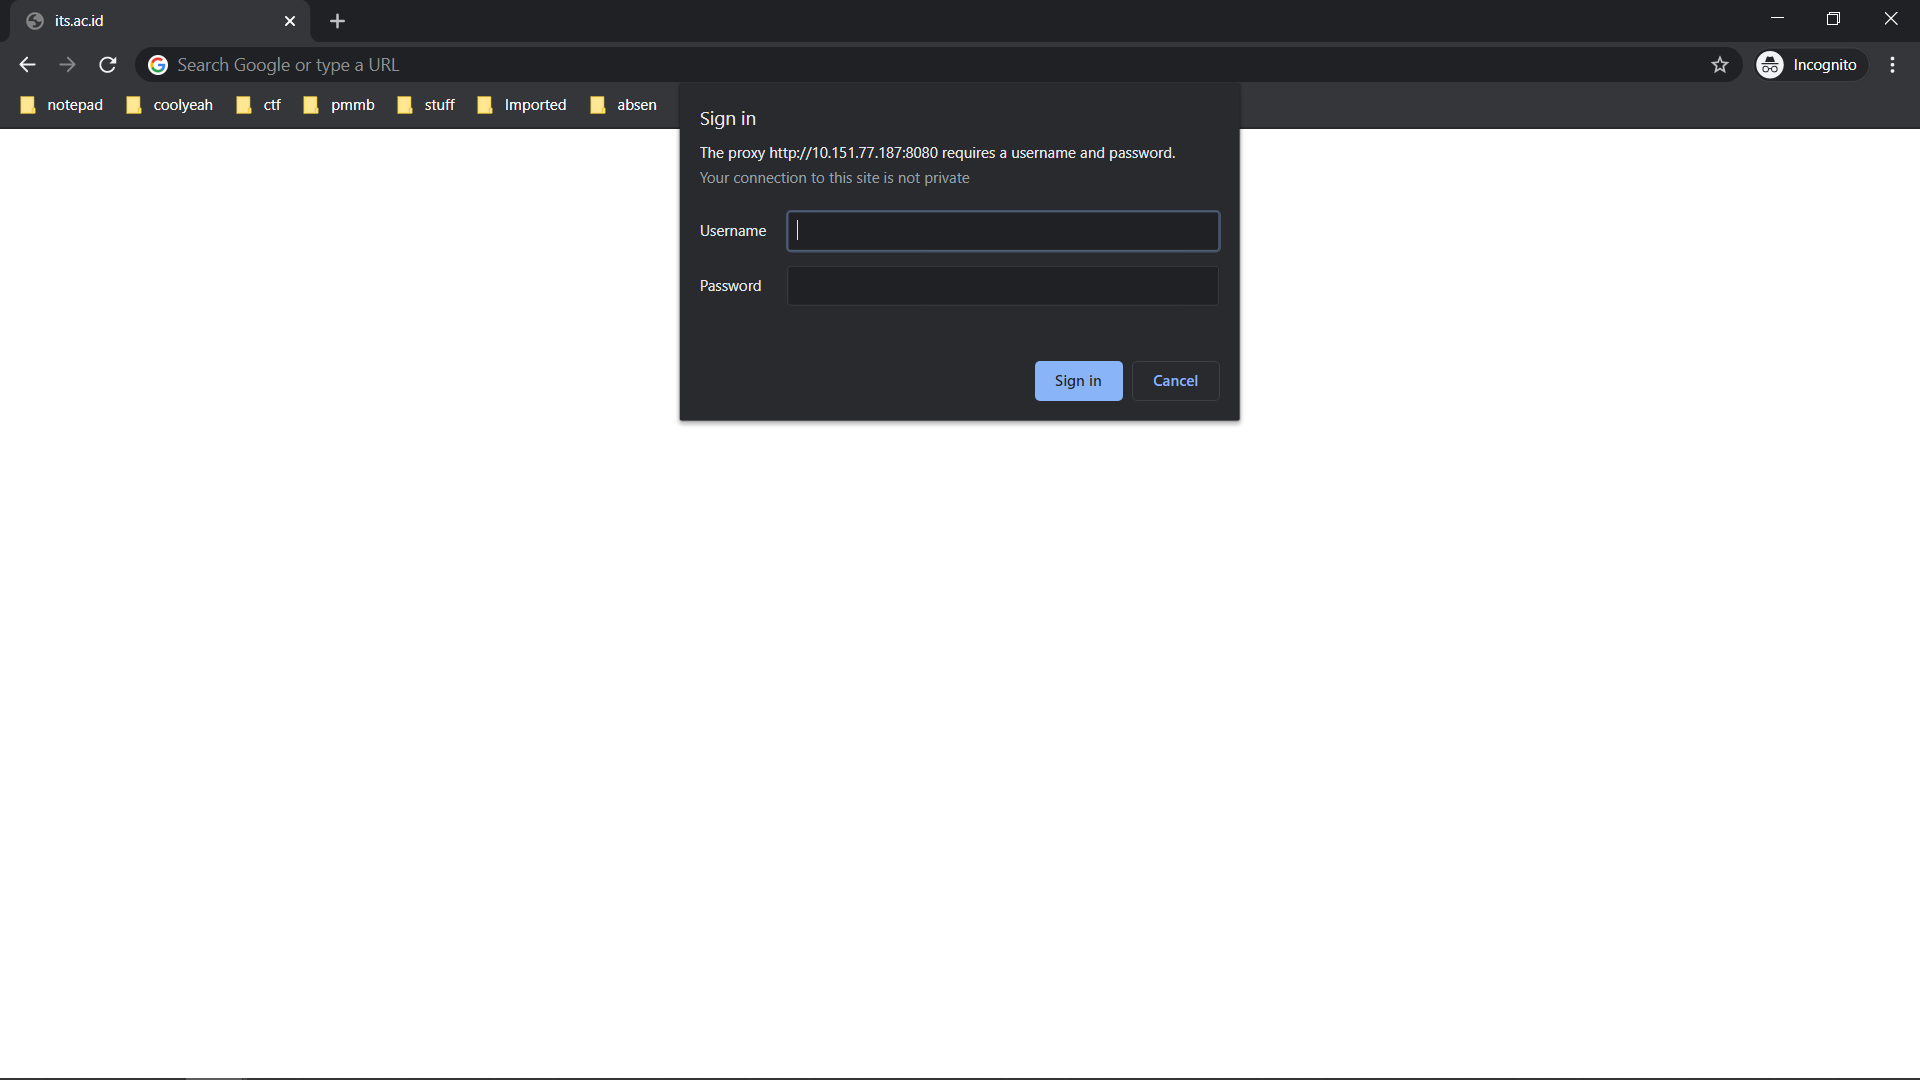 its.ac.id
Search Google or type a URL
Incognito
notepad coolyeah ctf pmmb stuff Imported absen
Sign in
The proxy http://10.151.77.187:8080 requires a username and password.
Your connection to this site is not private
Username
Password
Sign in Cancel